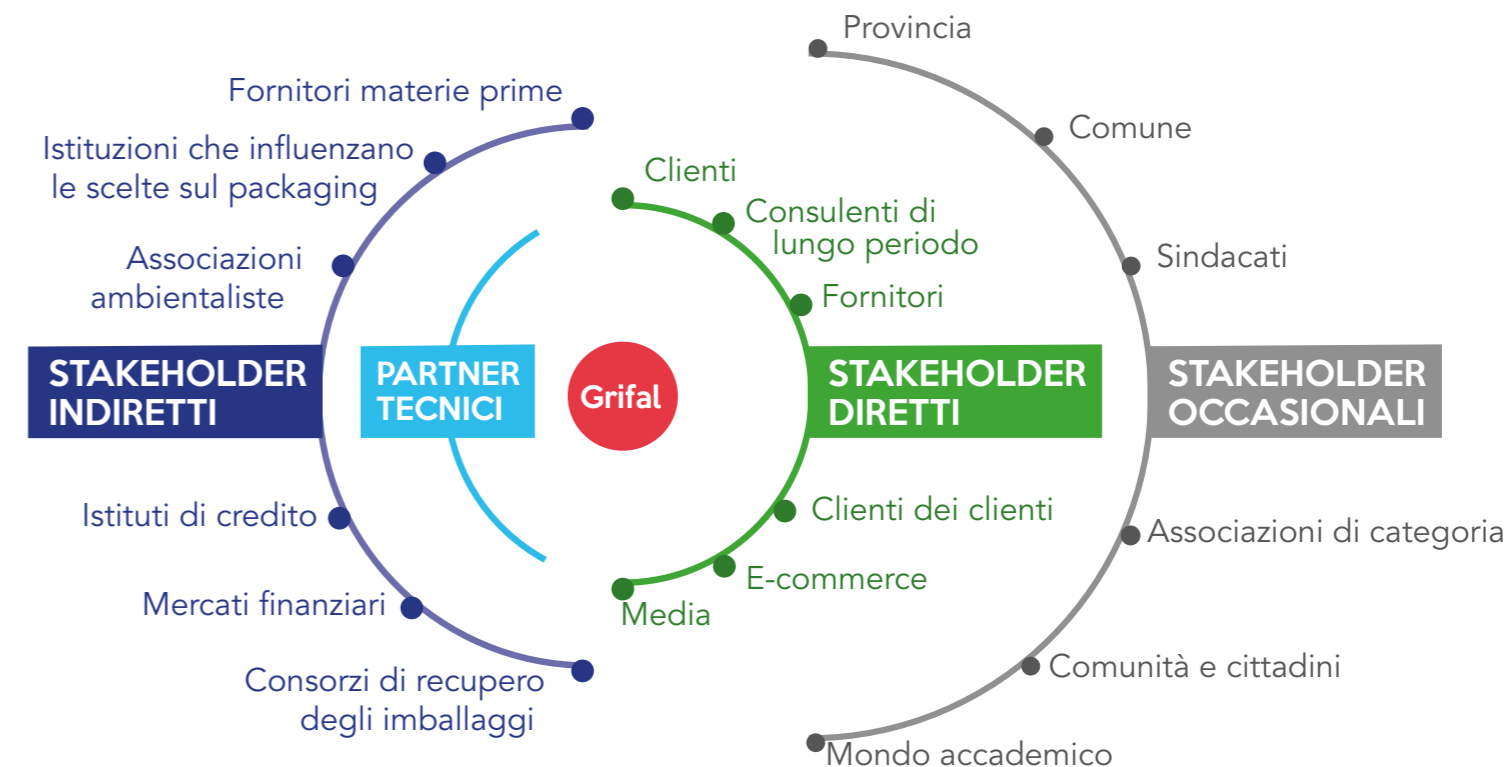 Provincia
Fornitori materie prime
Comune
Istituzioni che influenzano
le scelte sul packaging
Clienti
Consulenti di
lungo periodo
Associazioni
ambientaliste
Sindacati
Fornitori
STAKEHOLDER
INDIRETTI
PARTNER
TECNICI
Grifal
STAKEHOLDER
DIRETTI
STAKEHOLDER
OCCASIONALI
Istituti di credito
Clienti dei clienti
Associazioni di categoria
Mercati finanziari
E-commerce
Media
Consorzi di recupero
degli imballaggi
Comunità e cittadini
Mondo accademico